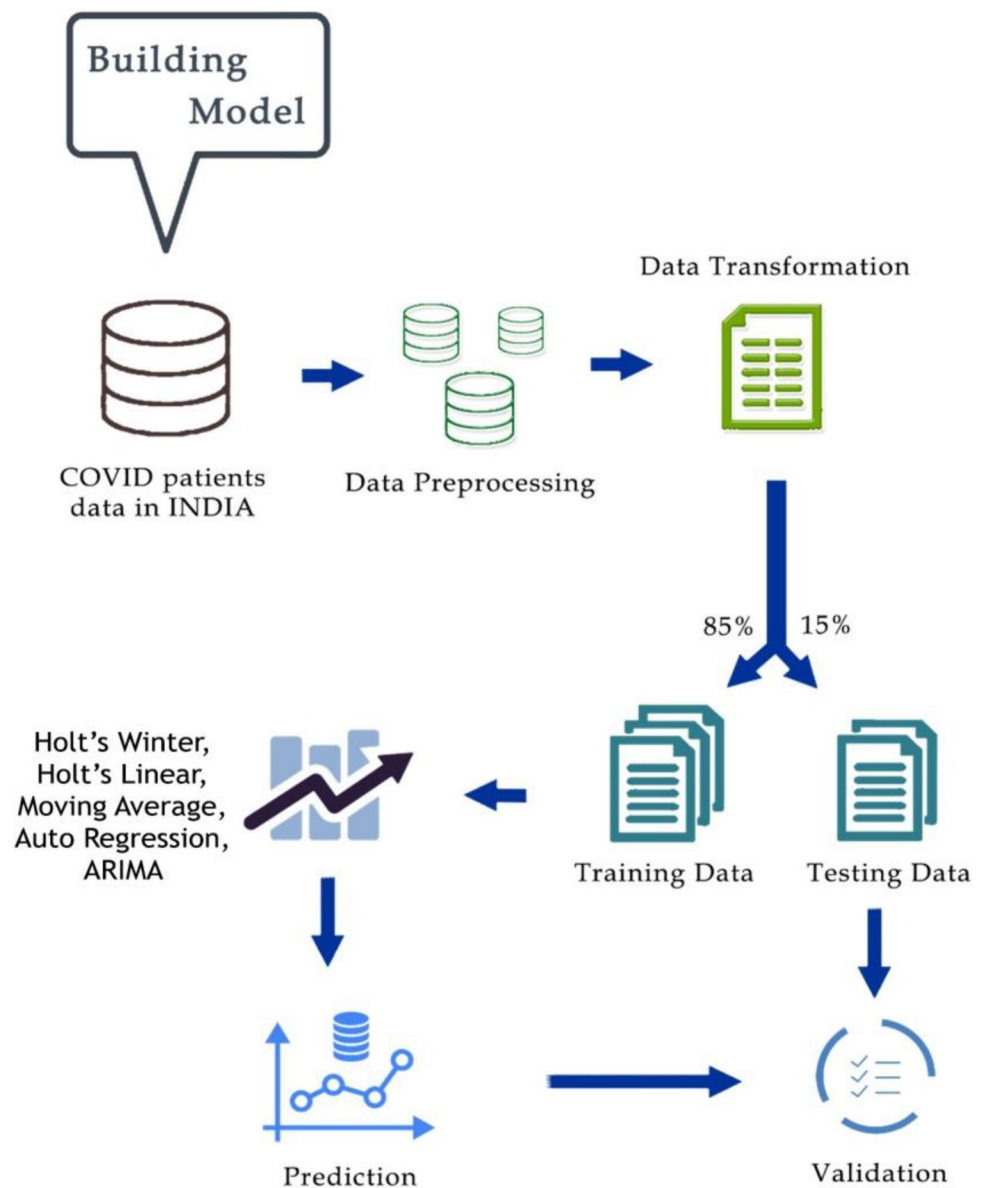 Building
Model
Data Transformation
COVID patients
data in INDIA
Data Preprocessing
85%
15%
Holt's Winter,
Holt's Linear,
Moving Average,
Auto Regression,
ARIMA
Training Data
Testing Data
Prediction
Validation